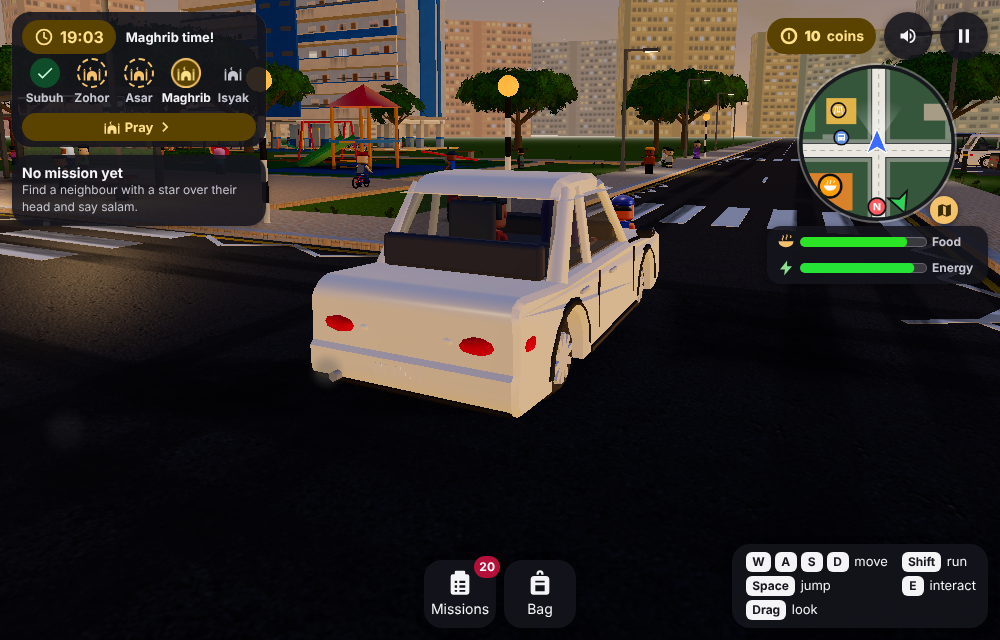 19:03 Maghrib time!
Subuh Zohor Asar Maghrib Isyak
Pray
No mission yet
Find a neighbour with a star over their
head and say salam.
10 coins
N
Food
Energy
20
Missions
Bag
W A S D move Shift run
Space jump E interact
Drag look